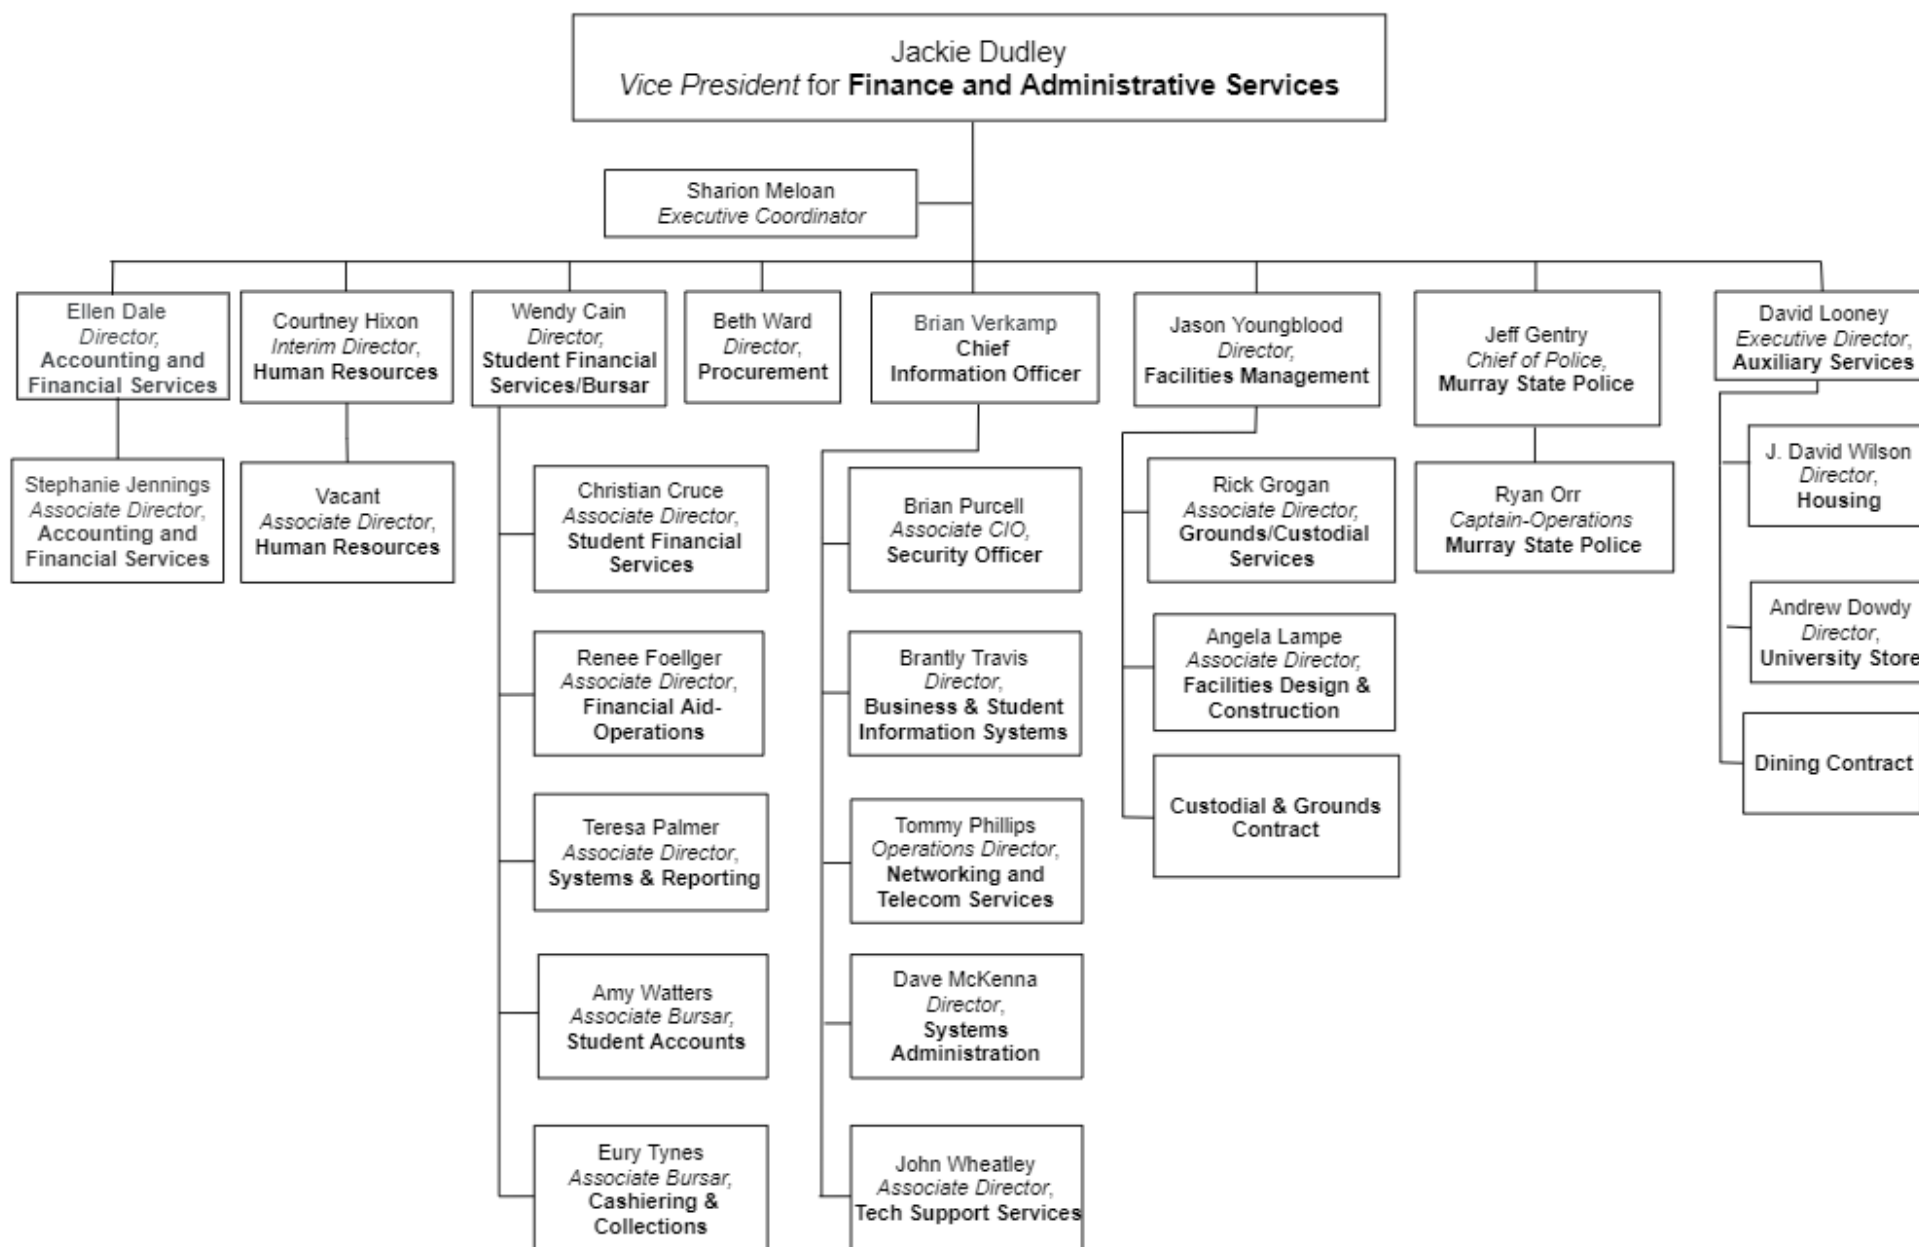 Jackie Dudley
Vice President for Finance and Administrative Services
Sharion Meloan
Executive Coordinator
Ellen Dale
Director,
Accounting and
Financial Services
Courtney Hixon
Interim Director,
Human Resources
Wendy Cain
Director,
Student Financial
Services/Bursar
Beth Ward
Director,
Procurement
Brian Verkamp
Chief
Information Officer
Jason Youngblood
Director,
Facilities Management
Jeff Gentry
Chief of Police,
Murray State Police
David Looney
Executive Director,
Auxiliary Services
Stephanie Jennings
Associate Director,
Accounting and
Financial Services
Vacant
Associate Director,
Human Resources
Christian Cruce
Associate Director,
Student Financial
Services
Renee Foellger
Associate Director,
Financial Aid-
Operations
Teresa Palmer
Associate Director,
Systems & Reporting
Amy Watters
Associate Bursar,
Student Accounts
Eury Tynes
Associate Bursar,
Cashiering &
Collections
Brian Purcell
Associate CIO,
Security Officer
Brantly Travis
Director,
Business & Student
Information Systems
Tommy Phillips
Operations Director,
Networking and
Telecom Services
Dave McKenna
Director,
Systems
Administration
John Wheatley
Associate Director,
Tech Support Services
Rick Grogan
Associate Director,
Grounds/Custodial
Services
Angela Lampe
Associate Director,
Facilities Design &
Construction
Custodial & Grounds
Contract
Ryan Orr
Captain-Operations
Murray State Police
J. David Wilson
Director,
Housing
Andrew Dowdy
Director,
University Store
Dining Contract